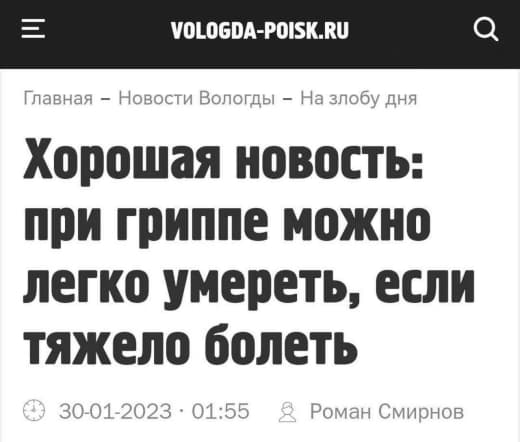 VOLOGDA-POISK.RU
Главная – Новости Вологды – На злобу дня
Хорошая новость:
при гриппе можно
легко умереть, если
тяжело болеть
30-01-2023 · 01:55 Роман Смирнов